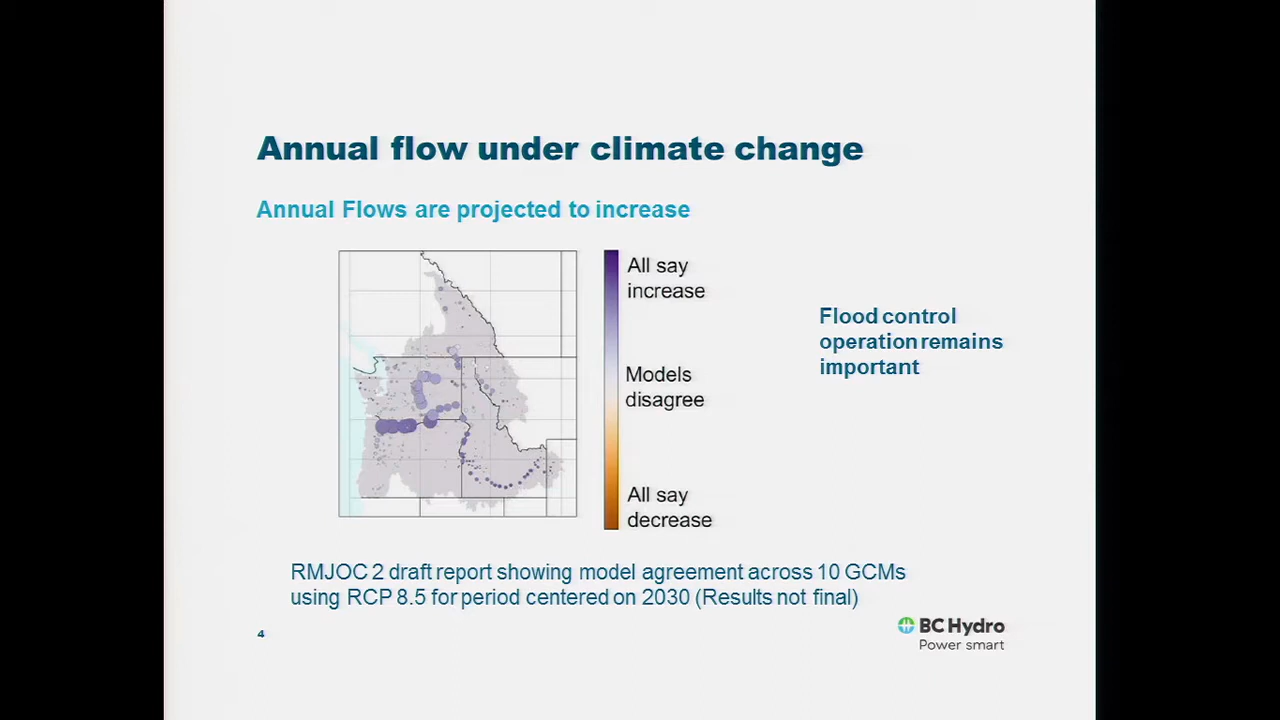 Annual flow under climate change
Annual Flows are projected to increase
All say
increase
Models
disagree
All say
decrease
Flood control
operation remains
important
RMJOC 2 draft report showing model agreement across 10 GCMs
using RCP 8.5 for period centered on 2030 (Results not final)
4
BC Hydro
Power smart